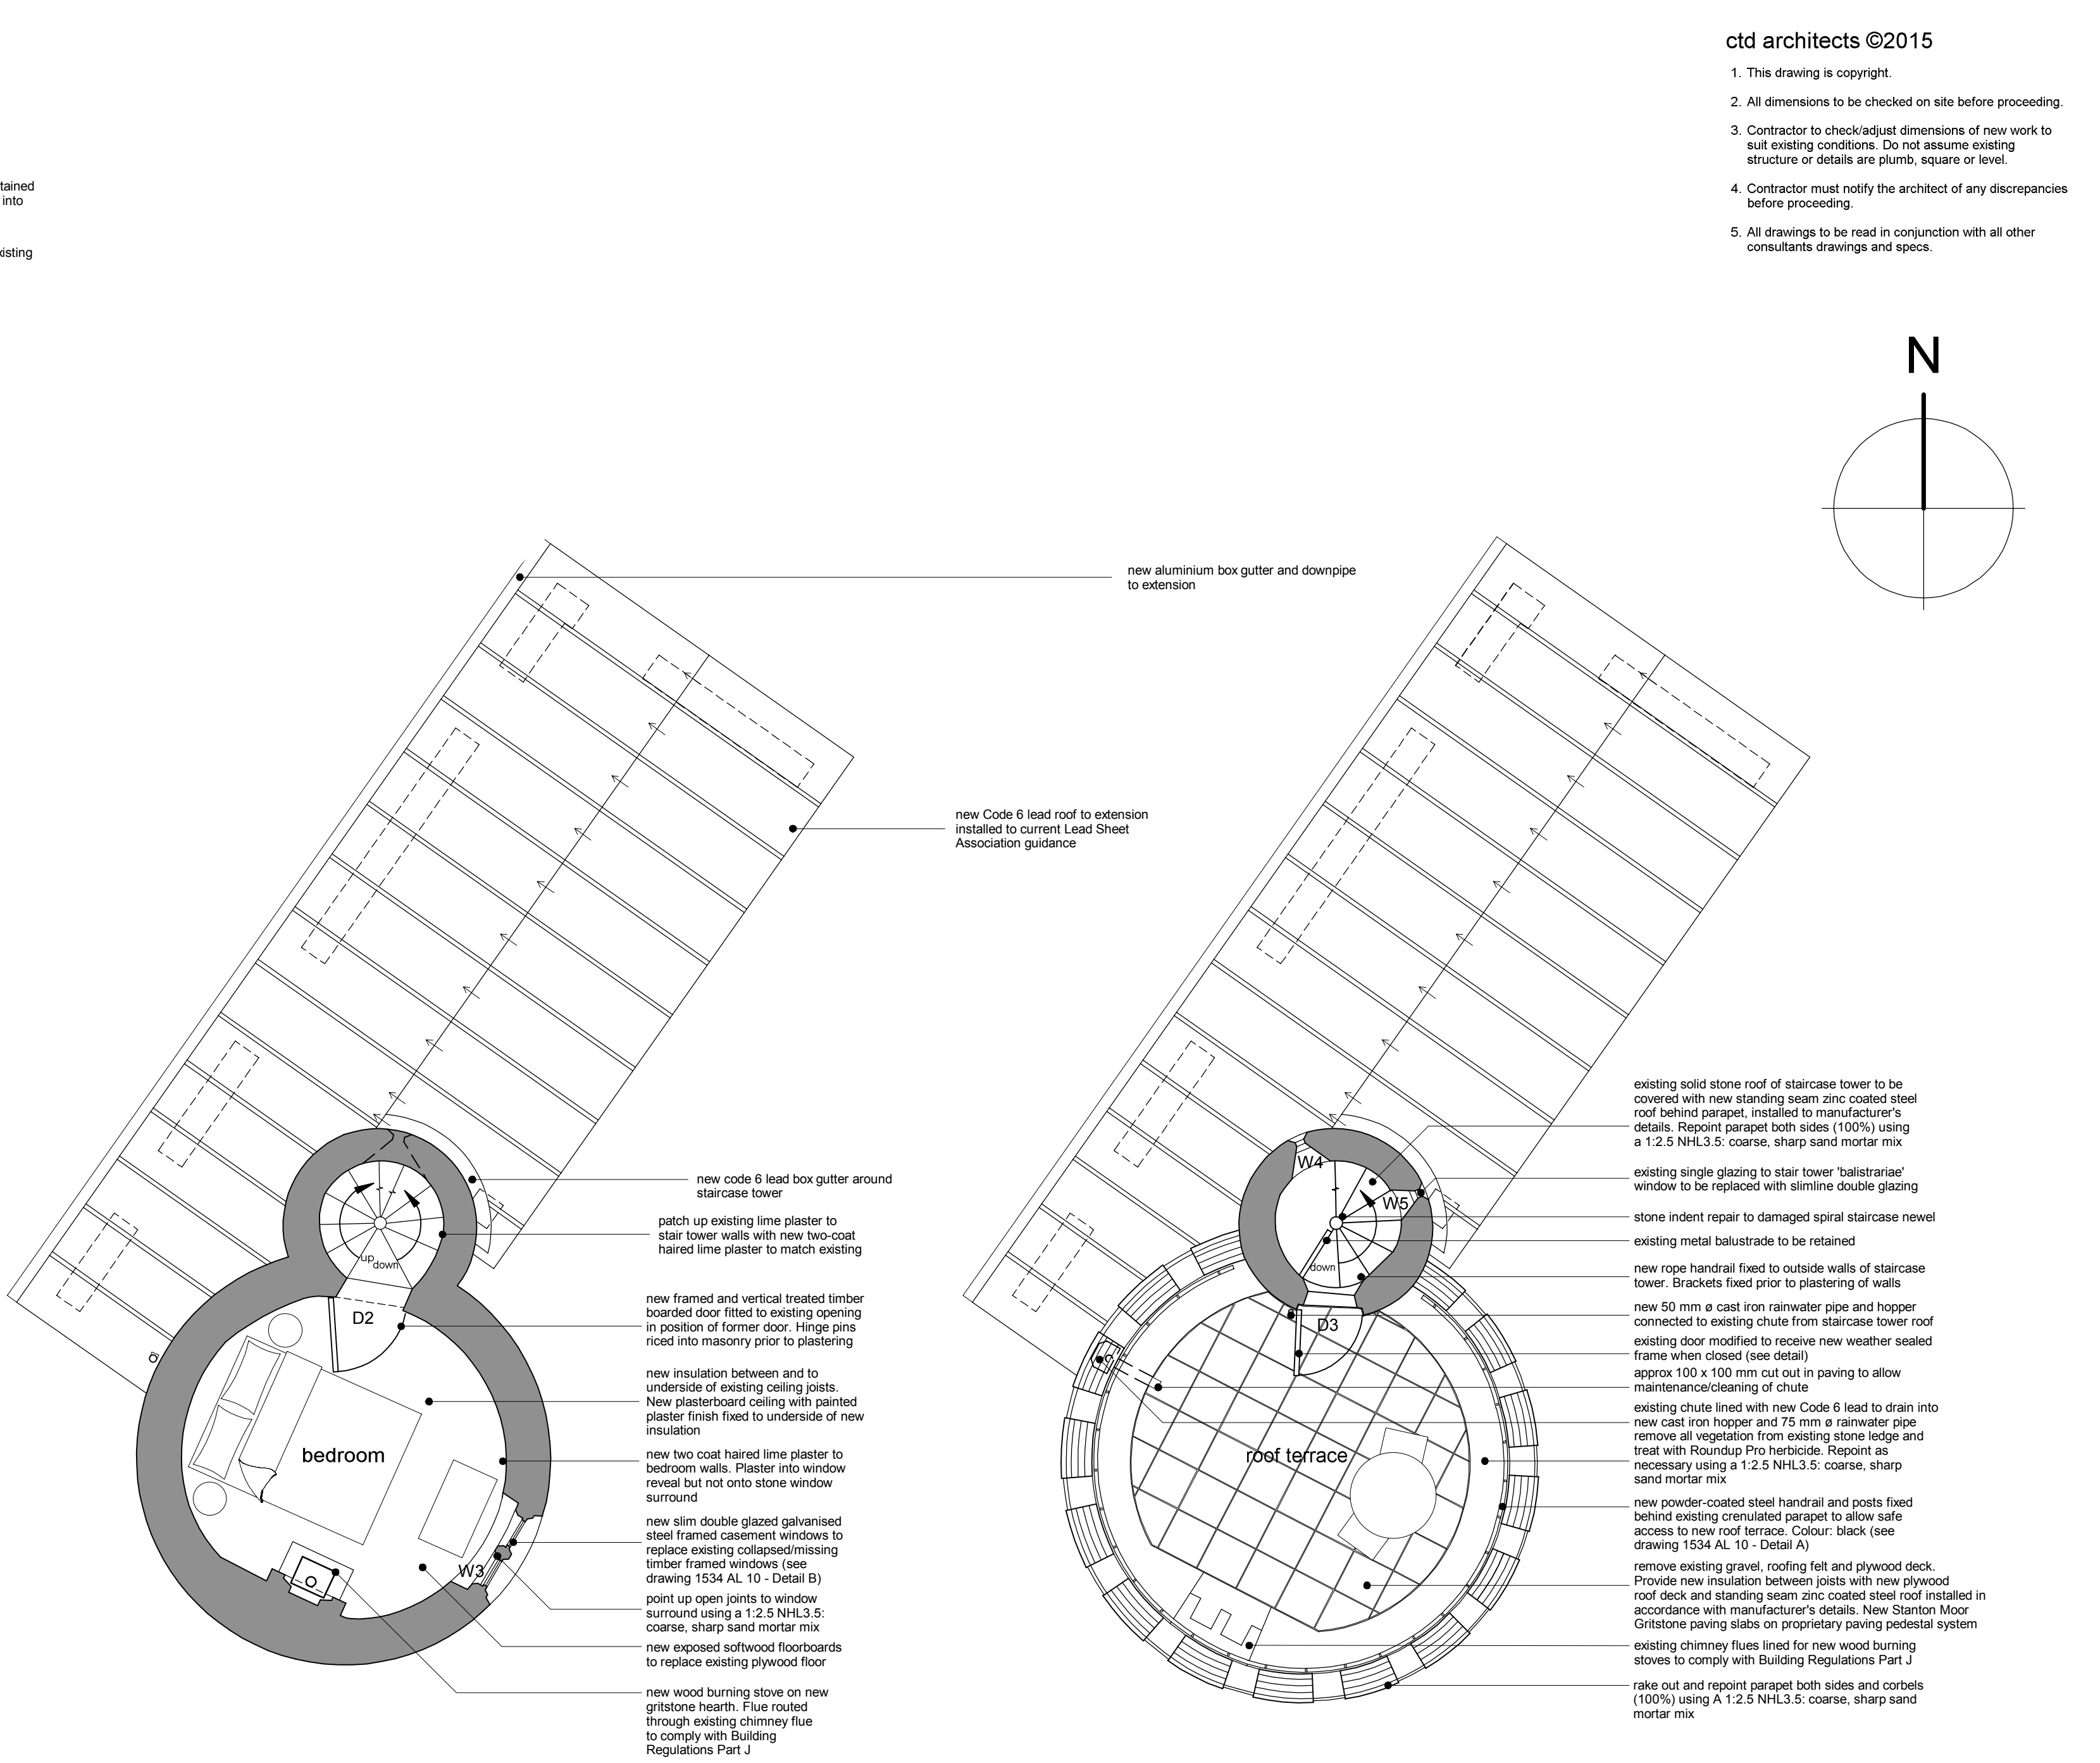 ctd architects ©2015
1. This drawing is copyright.
2. All dimensions to be checked on site before proceeding.
3. Contractor to check/adjust dimensions of new work to
suit existing conditions. Do not assume existing
structure or details are plumb, square or level.
4. Contractor must notify the architect of any discrepancies
before proceeding.
5. All drawings to be read in conjunction with all other
consultants drawings and specs.
tained
into
N
new aluminium box gutter and downpipe
to extension
new Code 6 lead roof to extension
installed to current Lead Sheet
Association guidance
new code 6 lead box gutter around
staircase tower
patch up existing lime plaster to
stair tower walls with new two-coat
haired lime plaster to match existing
new framed and vertical treated timber
boarded door fitted to existing opening
in position of former door. Hinge pins
riced into masonry prior to plastering
new insulation between and to
underside of existing ceiling joists.
New plasterboard ceiling with painted
plaster finish fixed to underside of new
insulation
new two coat haired lime plaster to
bedroom walls. Plaster into window
reveal but not onto stone window
surround
new slim double glazed galvanised
steel framed casement windows to
replace existing collapsed/missing
timber framed windows (see
drawing 1534 AL 10 - Detail B)
point up open joints to window
surround using a 1:2.5 NHL3.5:
coarse, sharp sand mortar mix
new exposed softwood floorboards
to replace existing plywood floor
new wood burning stove on new
gritstone hearth. Flue routed
through existing chimney flue
to comply with Building
Regulations Part J
up
down
D2
bedroom
W3
W4
W5
down
D3
roof terrace
existing solid stone roof of staircase tower to be
covered with new standing seam zinc coated steel
roof behind parapet, installed to manufacturer's
details. Repoint parapet both sides (100%) using
a 1:2.5 NHL3.5: coarse, sharp sand mortar mix
existing single glazing to stair tower 'balistrariae'
window to be replaced with slimline double glazing
stone indent repair to damaged spiral staircase newel
existing metal balustrade to be retained
new rope handrail fixed to outside walls of staircase
tower. Brackets fixed prior to plastering of walls
new 50 mm ø cast iron rainwater pipe and hopper
connected to existing chute from staircase tower roof
existing door modified to receive new weather sealed
frame when closed (see detail)
approx 100 x 100 mm cut out in paving to allow
maintenance/cleaning of chute
existing chute lined with new Code 6 lead to drain into
new cast iron hopper and 75 mm ø rainwater pipe
remove all vegetation from existing stone ledge and
treat with Roundup Pro herbicide. Repoint as
necessary using a 1:2.5 NHL3.5: coarse, sharp
sand mortar mix
new powder-coated steel handrail and posts fixed
behind existing crenulated parapet to allow safe
access to new roof terrace. Colour: black (see
drawing 1534 AL 10 - Detail A)
remove existing gravel, roofing felt and plywood deck.
Provide new insulation between joists with new plywood
roof deck and standing seam zinc coated steel roof installed in
accordance with manufacturer's details. New Stanton Moor
Gritstone paving slabs on proprietary paving pedestal system
existing chimney flues lined for new wood burning
stoves to comply with Building Regulations Part J
rake out and repoint parapet both sides and corbels
(100%) using A 1:2.5 NHL3.5: coarse, sharp sand
mortar mix